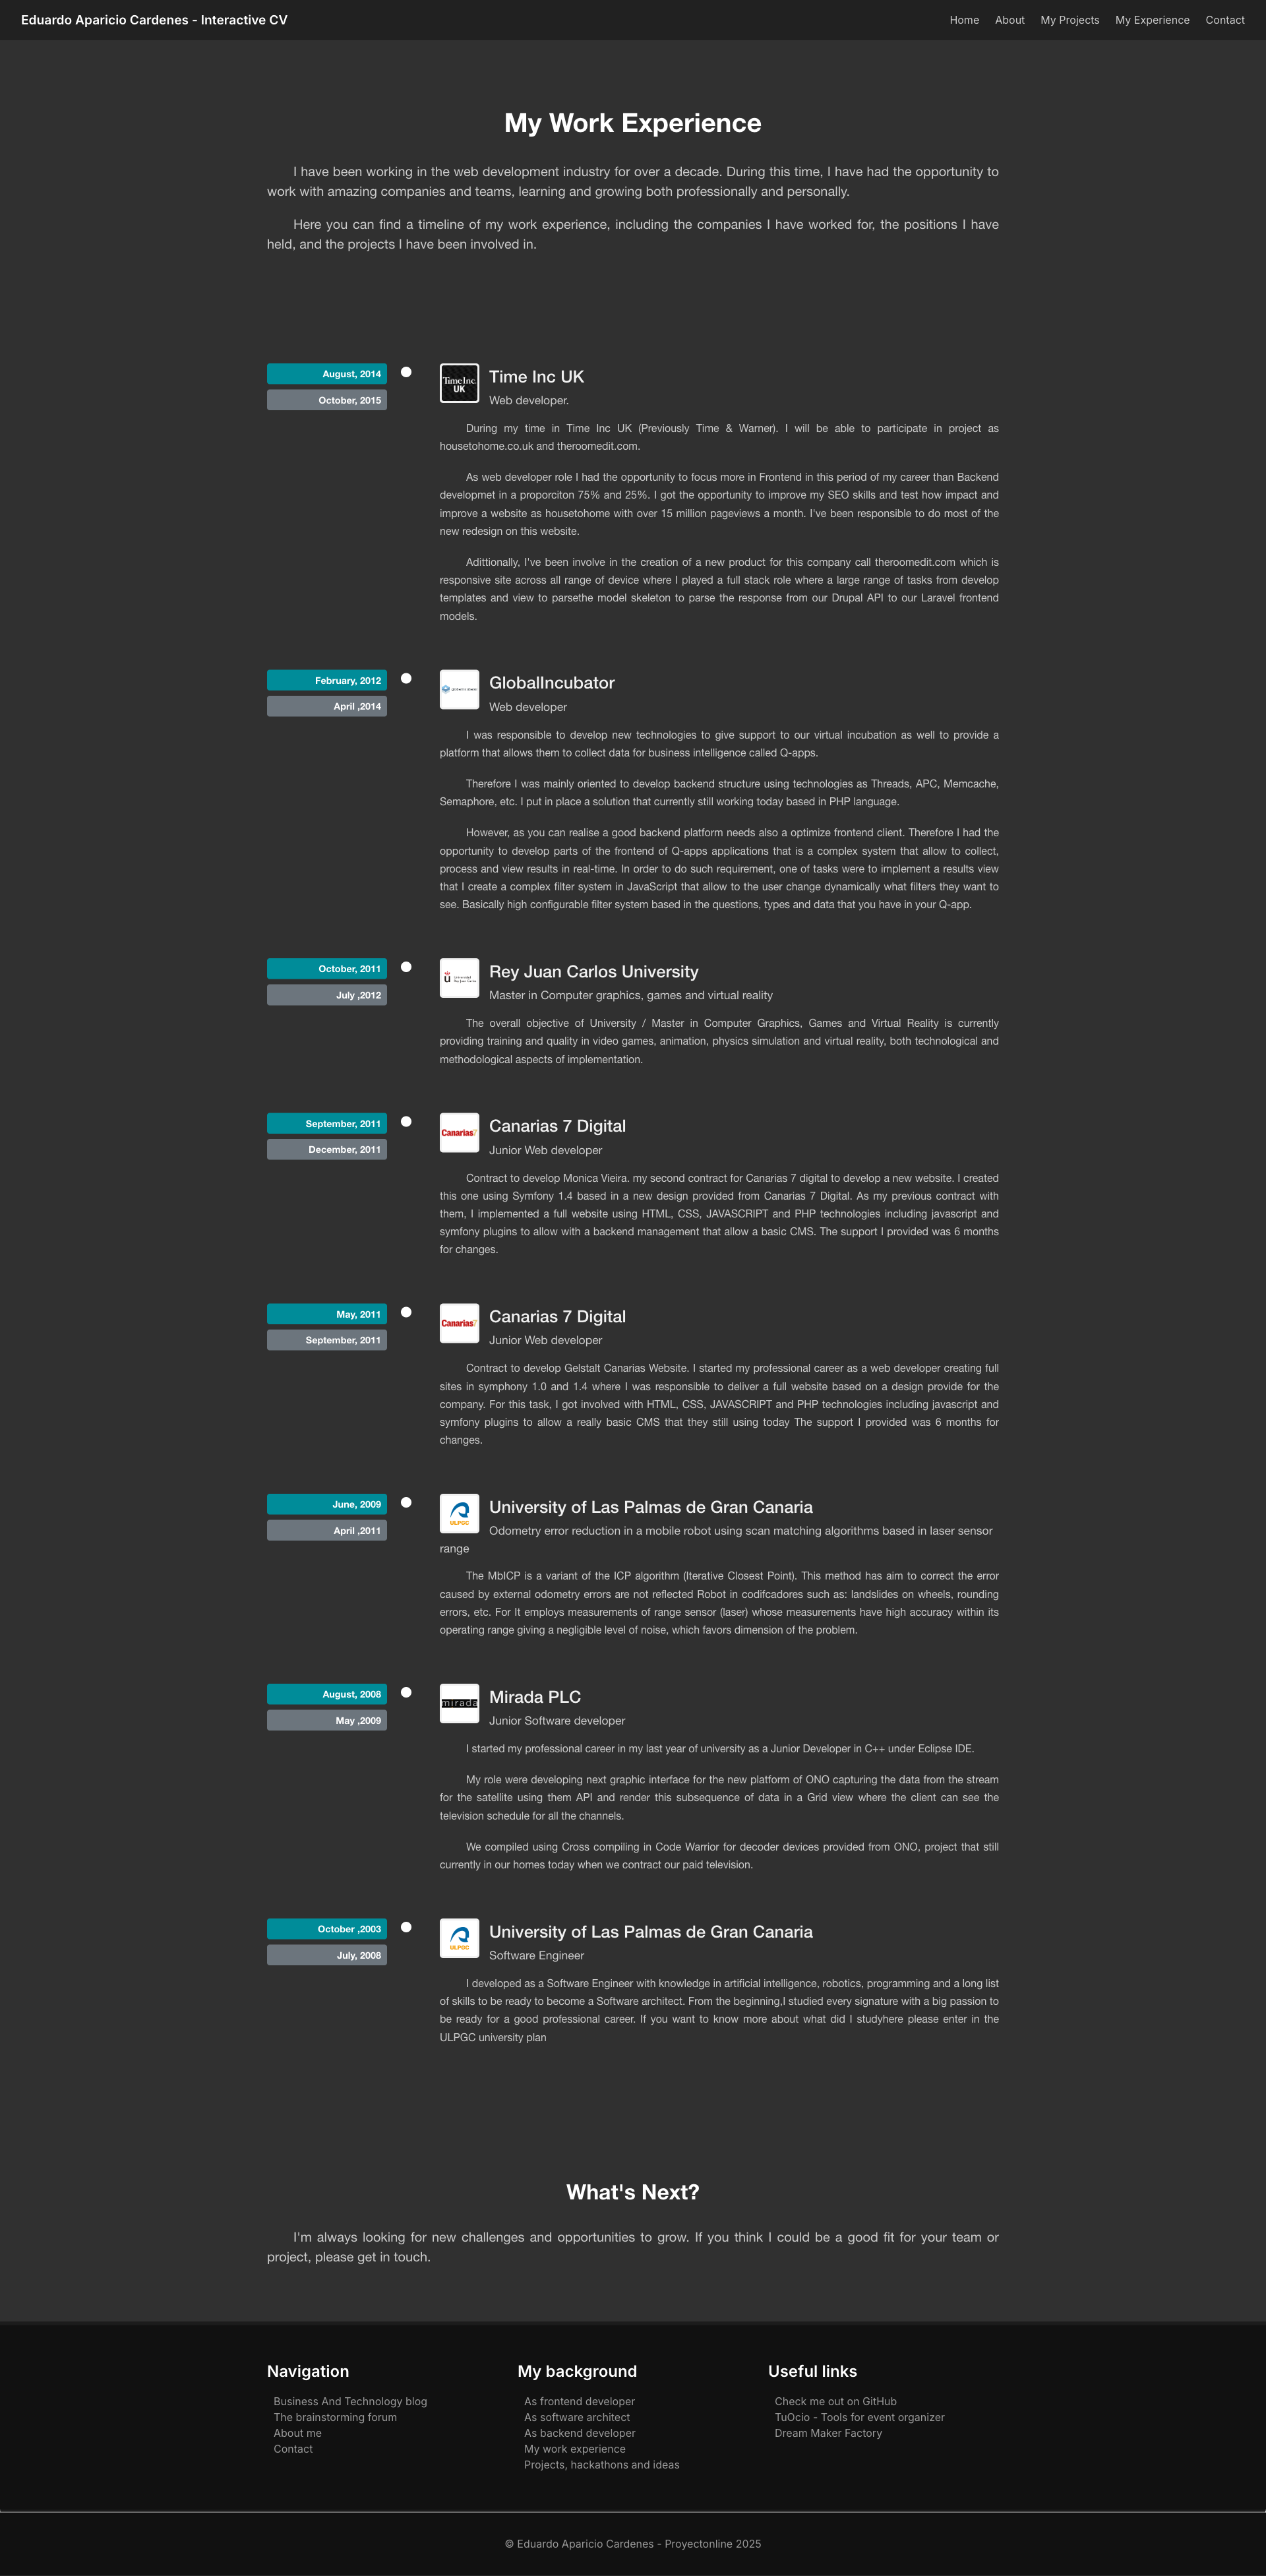 Eduardo Aparicio Cardenes - Interactive CV
Home About My Projects My Experience Contact
My Work Experience
I have been working in the web development industry for over a decade. During this time, I have had the opportunity to
work with amazing companies and teams, learning and growing both professionally and personally.
Here you can find a timeline of my work experience, including the companies I have worked for, the positions I have
held, and the projects I have been involved in.
August, 2014
October, 2015
Time Inc.
UK
Time Inc UK
Web developer.
During my time in Time Inc UK (Previously Time & Warner). I will be able to participate in project as
housetohome.co.uk and theroomedit.com.
As web developer role I had the opportunity to focus more in Frontend in this period of my career than Backend
developmet in a proporciton 75% and 25%. I got the opportunity to improve my SEO skills and test how impact and
improve a website as housetohome with over 15 million pageviews a month. I've been responsible to do most of the
new redesign on this website.
Adittionally, I've been involve in the creation of a new product for this company call theroomedit.com which is
responsive site across all range of device where I played a full stack role where a large range of tasks from develop
templates and view to parsethe model skeleton to parse the response from our Drupal API to our Laravel frontend
models.
February, 2012
April ,2014
GlobalIncubator
Web developer
I was responsible to develop new technologies to give support to our virtual incubation as well to provide a
platform that allows them to collect data for business intelligence called Q-apps.
Therefore I was mainly oriented to develop backend structure using technologies as Threads, APC, Memcache,
Semaphore, etc. I put in place a solution that currently still working today based in PHP language.
However, as you can realise a good backend platform needs also a optimize frontend client. Therefore I had the
opportunity to develop parts of the frontend of Q-apps applications that is a complex system that allow to collect,
process and view results in real-time. In order to do such requirement, one of tasks were to implement a results view
that I create a complex filter system in JavaScript that allow to the user change dynamically what filters they want to
see. Basically high configurable filter system based in the questions, types and data that you have in your Q-app.
October, 2011
July ,2012
Rey Juan Carlos University
Master in Computer graphics, games and virtual reality
The overall objective of University / Master in Computer Graphics, Games and Virtual Reality is currently
providing training and quality in video games, animation, physics simulation and virtual reality, both technological and
methodological aspects of implementation.
September, 2011
December, 2011
Canarias7
Canarias 7 Digital
Junior Web developer
Contract to develop Monica Vieira. my second contract for Canarias 7 digital to develop a new website. I created
this one using Symfony 1.4 based in a new design provided from Canarias 7 Digital. As my previous contract with
them, I implemented a full website using HTML, CSS, JAVASCRIPT and PHP technologies including javascript and
symfony plugins to allow with a backend management that allow a basic CMS. The support I provided was 6 months
for changes.
May, 2011
September, 2011
Canarias7
Canarias 7 Digital
Junior Web developer
Contract to develop Gelstalt Canarias Website. I started my professional career as a web developer creating full
sites in symphony 1.0 and 1.4 where I was responsible to deliver a full website based on a design provide for the
company. For this task, I got involved with HTML, CSS, JAVASCRIPT and PHP technologies including javascript and
symfony plugins to allow a really basic CMS that they still using today The support I provided was 6 months for
changes.
June, 2009
April ,2011
ULPGC
University of Las Palmas de Gran Canaria
Odometry error reduction in a mobile robot using scan matching algorithms based in laser sensor
range
The MbICP is a variant of the ICP algorithm (Iterative Closest Point). This method has aim to correct the error
caused by external odometry errors are not reflected Robot in codifcadores such as: landslides on wheels, rounding
errors, etc. For It employs measurements of range sensor (laser) whose measurements have high accuracy within its
operating range giving a negligible level of noise, which favors dimension of the problem.
August, 2008
May ,2009
mirada
Mirada PLC
Junior Software developer
I started my professional career in my last year of university as a Junior Developer in C++ under Eclipse IDE.
My role were developing next graphic interface for the new platform of ONO capturing the data from the stream
for the satellite using them API and render this subsequence of data in a Grid view where the client can see the
television schedule for all the channels.
We compiled using Cross compiling in Code Warrior for decoder devices provided from ONO, project that still
currently in our homes today when we contract our paid television.
October ,2003
July, 2008
ULPGC
University of Las Palmas de Gran Canaria
Software Engineer
I developed as a Software Engineer with knowledge in artificial intelligence, robotics, programming and a long list
of skills to be ready to become a Software architect. From the beginning,I studied every signature with a big passion to
be ready for a good professional career. If you want to know more about what did I studyhere please enter in the
ULPGC university plan
What's Next?
I'm always looking for new challenges and opportunities to grow. If you think I could be a good fit for your team or
project, please get in touch.
Navigation
Business And Technology blog
The brainstorming forum
About me
Contact
My background
As frontend developer
As software architect
As backend developer
My work experience
Projects, hackathons and ideas
Useful links
Check me out on GitHub
TuOcio - Tools for event organizer
Dream Maker Factory
© Eduardo Aparicio Cardenes - Proyectonline 2025